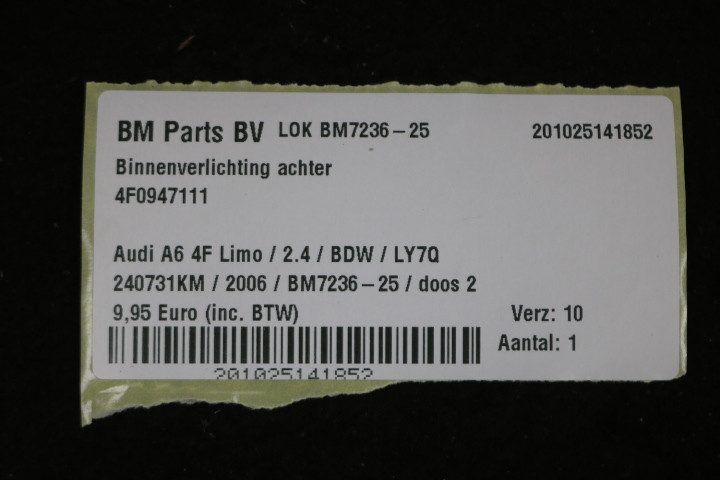 BM Parts BV LOK BM7236-25 201025141852
Binnenverlichting achter
4F0947111
Audi A6 4F Limo / 2.4 / BDW / LY7Q
240731KM / 2006 / BM7236-25 / doos 2
9,95 Euro (inc. BTW) Verz: 10
Aantal: 1
201025141852